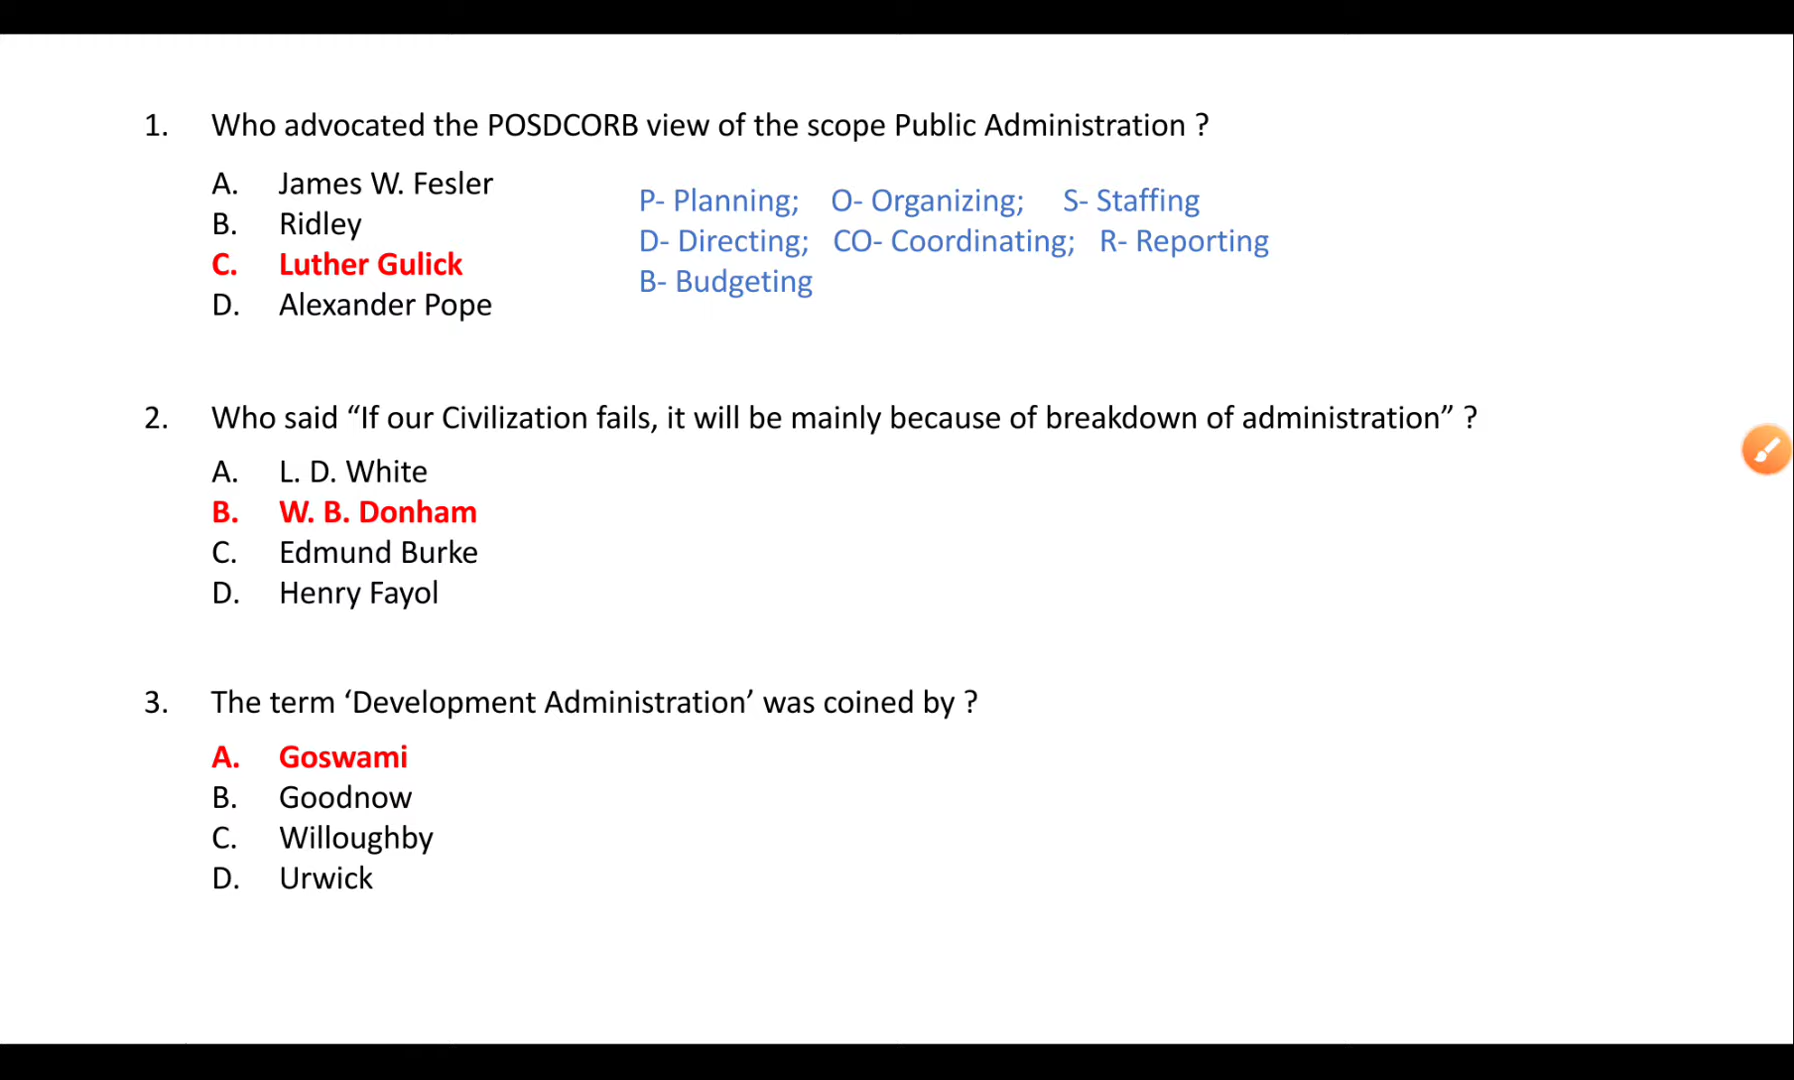 1. Who advocated the POSDCORB view of the scope Public Administration ?
A. James W. Fesler
B. Ridley
C. Luther Gulick
D. Alexander Pope
P- Planning; O- Organizing; S- Staffing
D- Directing; CO- Coordinating; R- Reporting
B- Budgeting
2. Who said “If our Civilization fails, it will be mainly because of breakdown of administration” ?
A. L. D. White
B. W. B. Donham
C. Edmund Burke
D. Henry Fayol
3. The term ‘Development Administration’ was coined by ?
A. Goswami
B. Goodnow
C. Willoughby
D. Urwick